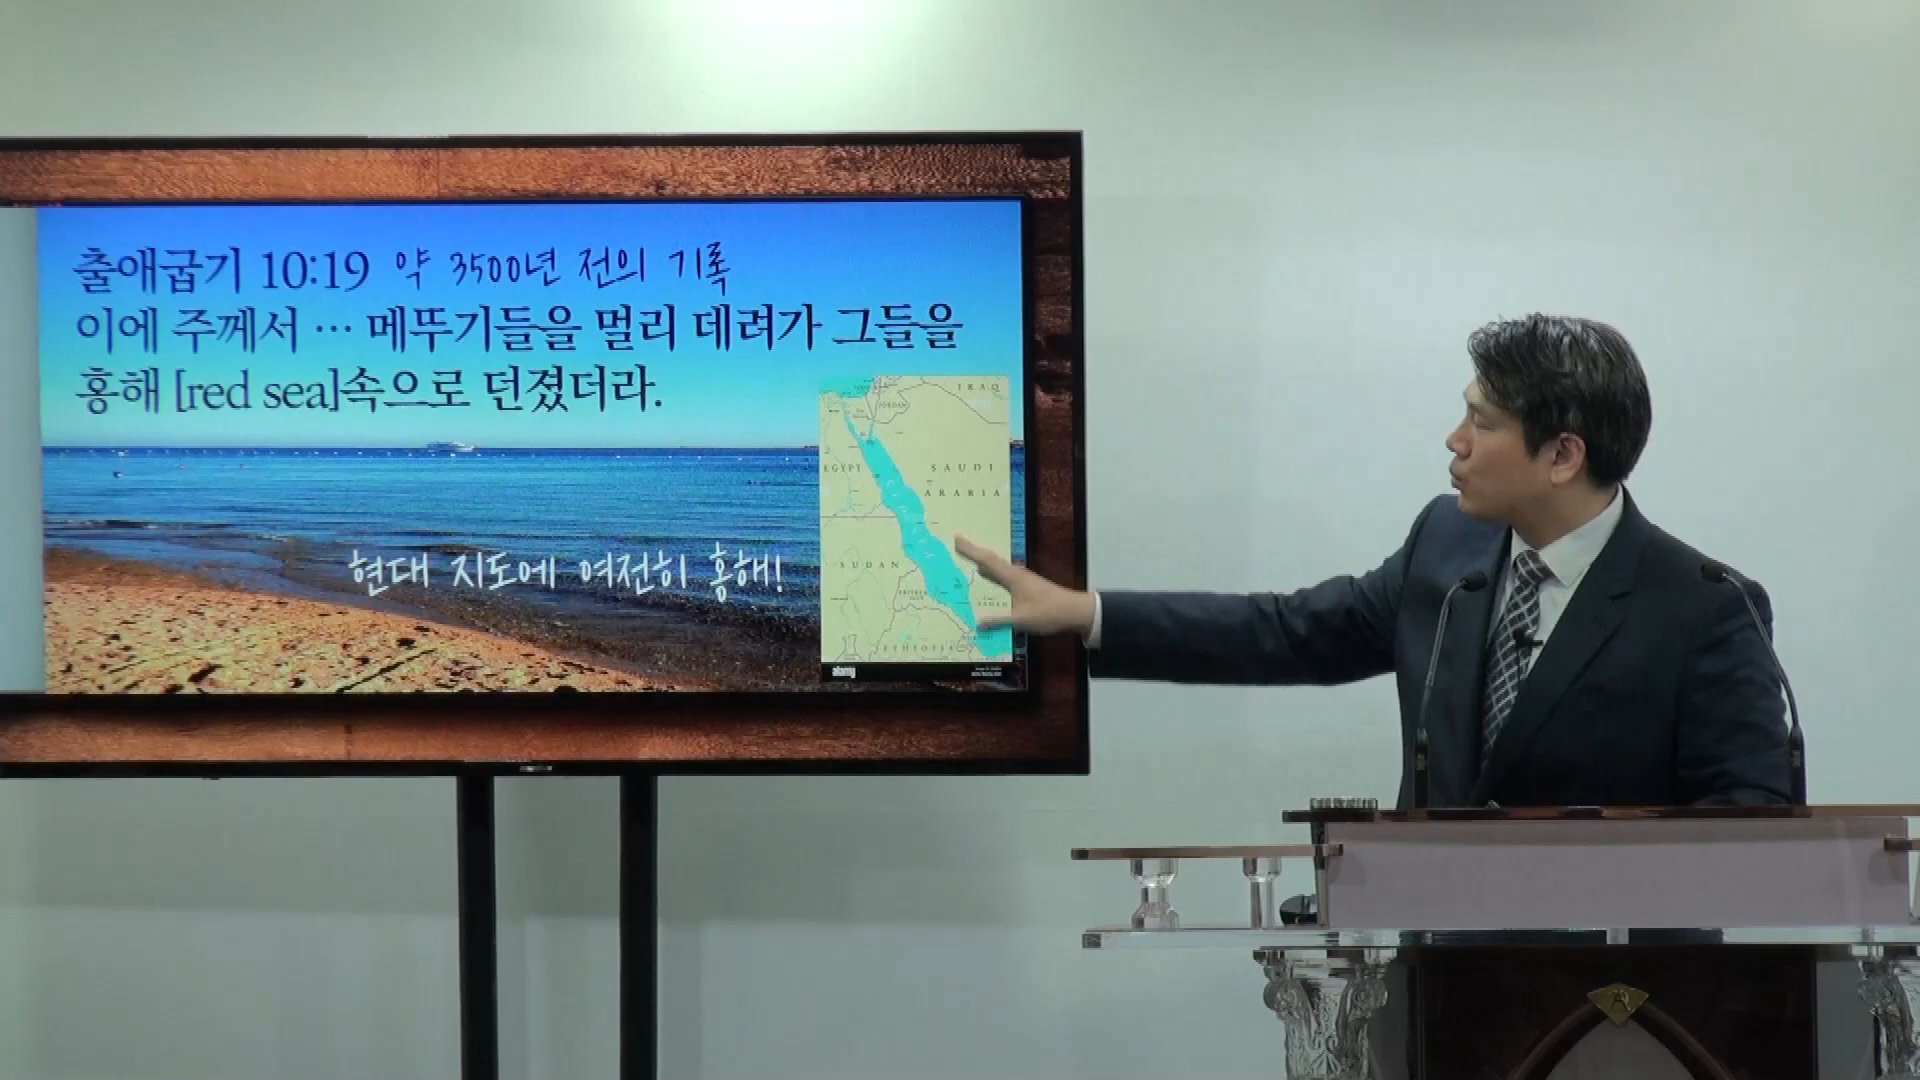 출애굽기 10:19 약 3500년 전의 기록
이에 주께서 … 메뚜기들을 멀리 데려가 그들을
홍해 [red sea]속으로 던졌더라.
현대 지도에 여전히 홍해!
IRAQ
JORDAN
EGYPT
SAUDI
ARABIA
SUDAN
ERITREA
ETHIOPIA
alamy